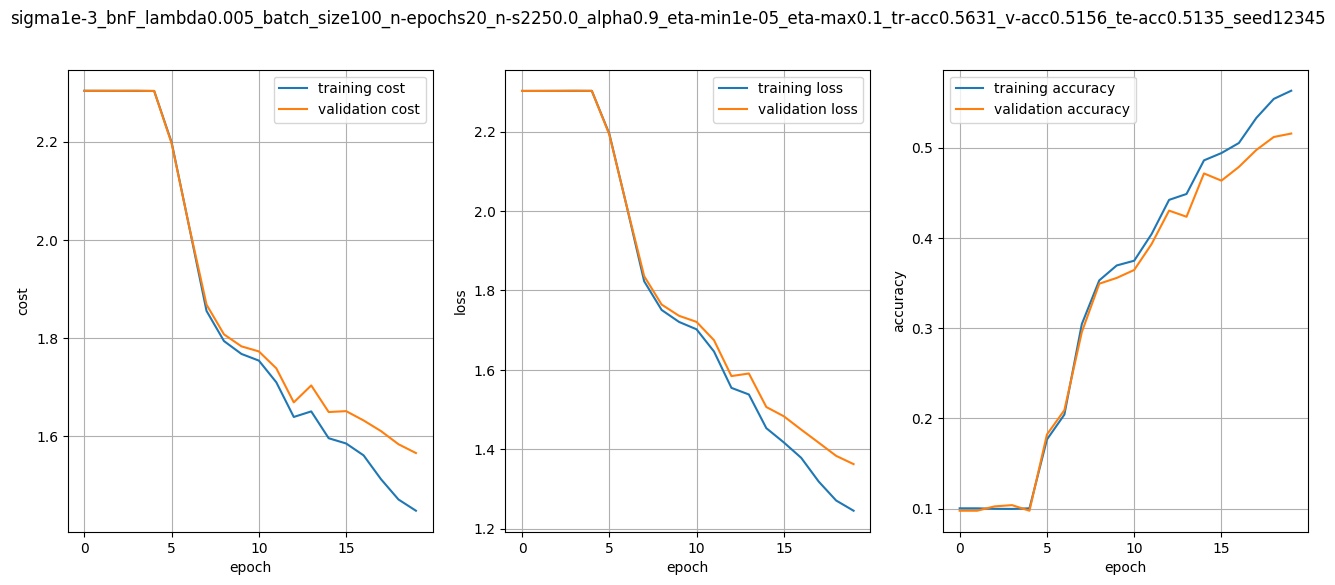 sigma1e-3_bnF_lambda0.005_batch_size100_n-epochs20_n-s2250.0_alpha0.9_eta-min1e-05_eta-max0.1_tr-acc0.5631_v-acc0.5156_te-acc0.5135_seed12345
training cost
validation cost
2.2
2.0
1.8
1.6
cost
0
5
10
15
epoch
training loss
validation loss
2.2
2.0
1.8
1.6
1.4
1.2
loss
0
5
10
15
epoch
training accuracy
validation accuracy
0.5
0.4
0.3
0.2
0.1
accuracy
0
5
10
15
epoch